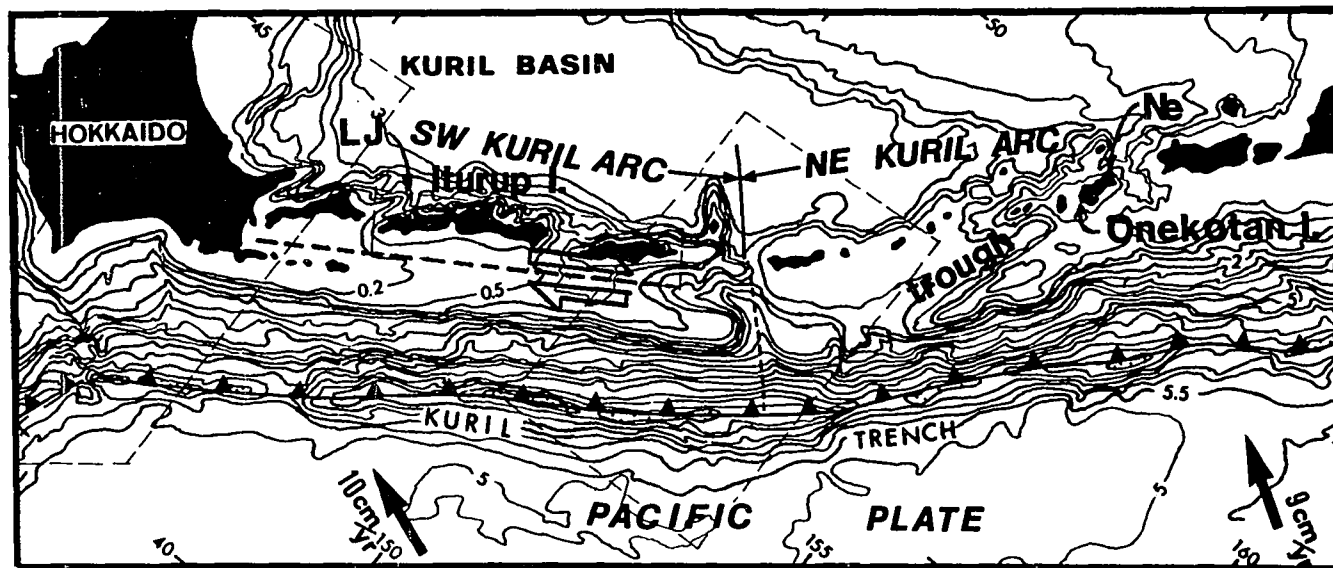 45
50
KURIL BASIN
Ne
HOKKAIDO
LJ
SW KURIL ARC
NE KURIL ARC
Iturup I.
Onekotan I.
trough
0.2
0.5
2
5
5.5
KURIL
TRENCH
10cm/yr
5
PACIFIC PLATE
5
9cm/yr
40
150
155
160